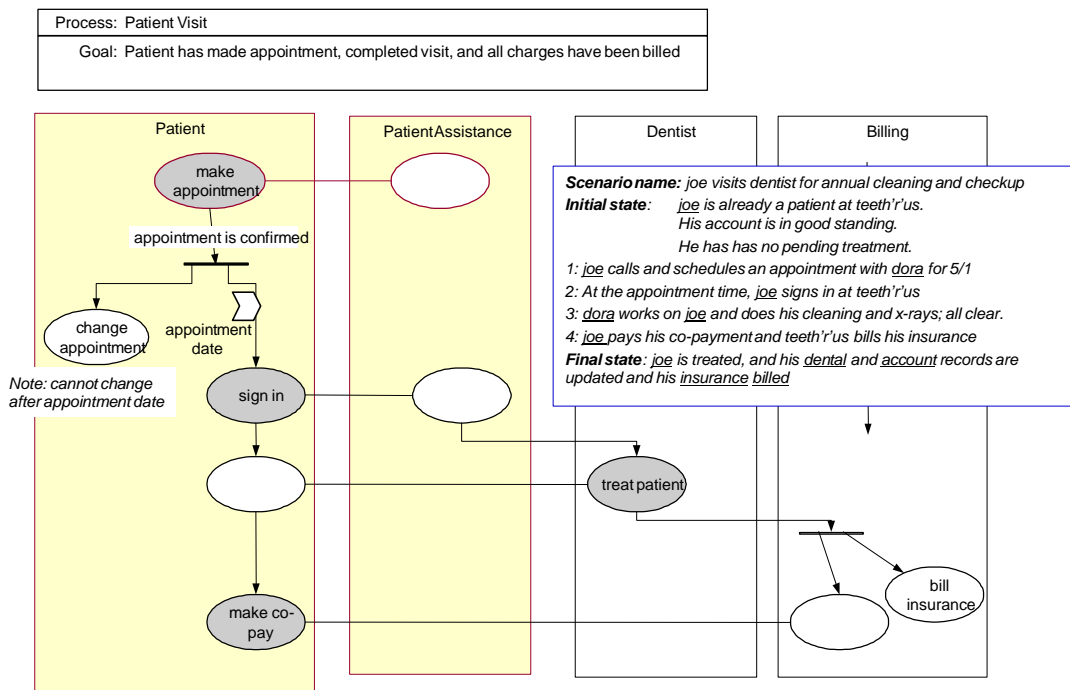 Process: Patient Visit
Goal: Patient has made appointment, completed visit, and all charges have been billed
Patient
PatientAssistance
Dentist
Billing
make
appointment
appointment is confirmed
change
appointment
appointment
date
Note: cannot change
after appointment date
sign in
treat patient
make co-
pay
bill
insurance
Scenario name: joe visits dentist for annual cleaning and checkup
Initial state: joe is already a patient at teeth'r'us.
His account is in good standing.
He has has no pending treatment.
1: joe calls and schedules an appointment with dora for 5/1
2: At the appointment time, joe signs in at teeth'r'us
3: dora works on joe and does his cleaning and x-rays; all clear.
4: joe pays his co-payment and teeth'r'us bills his insurance
Final state: joe is treated, and his dental and account records are
updated and his insurance billed